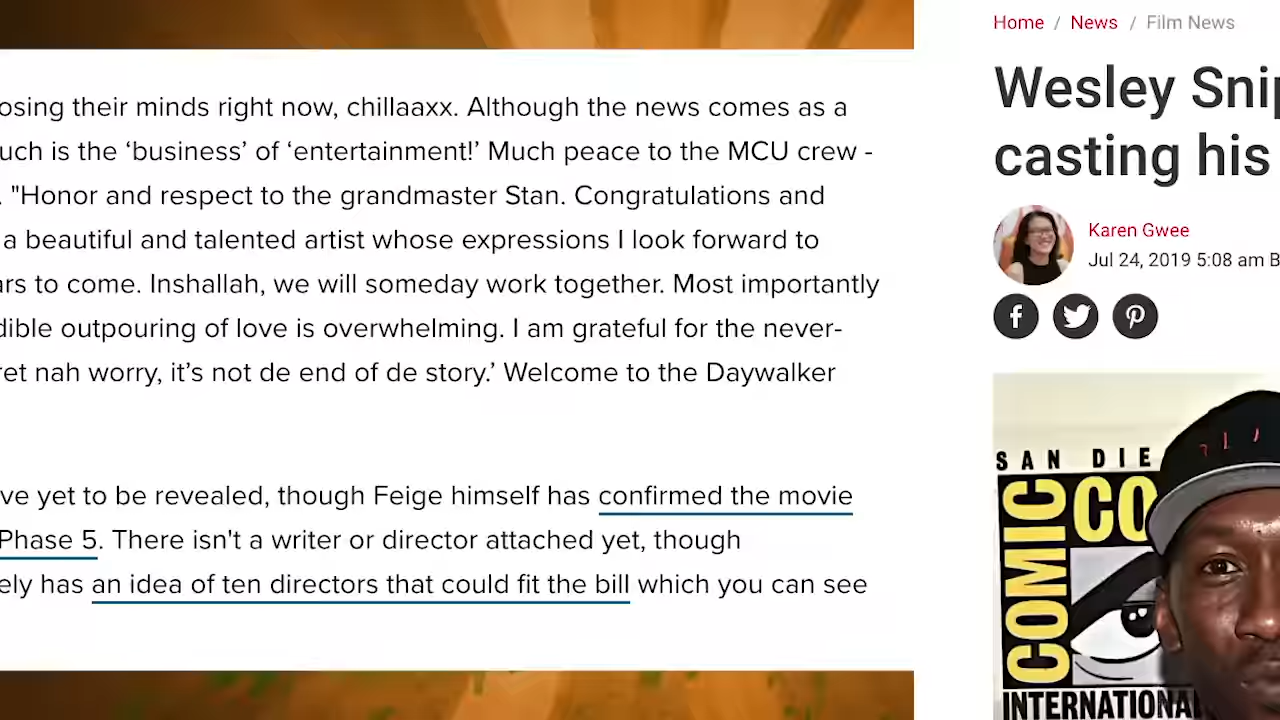 osing their minds right now, chillaaxx. Although the news comes as a
uch is the ‘business’ of ‘entertainment!’ Much peace to the MCU crew -
. "Honor and respect to the grandmaster Stan. Congratulations and
a beautiful and talented artist whose expressions I look forward to
ars to come. Inshallah, we will someday work together. Most importantly
dible outpouring of love is overwhelming. I am grateful for the never-
ret nah worry, it’s not de end of de story.’ Welcome to the Daywalker
ve yet to be revealed, though Feige himself has confirmed the movie
Phase 5. There isn't a writer or director attached yet, though
ely has an idea of ten directors that could fit the bill which you can see
Home / News / Film News
Wesley Snip
casting his
Karen Gwee
Jul 24, 2019 5:08 am B
SAN DIE
COMIC
CO
INTERNATIONA